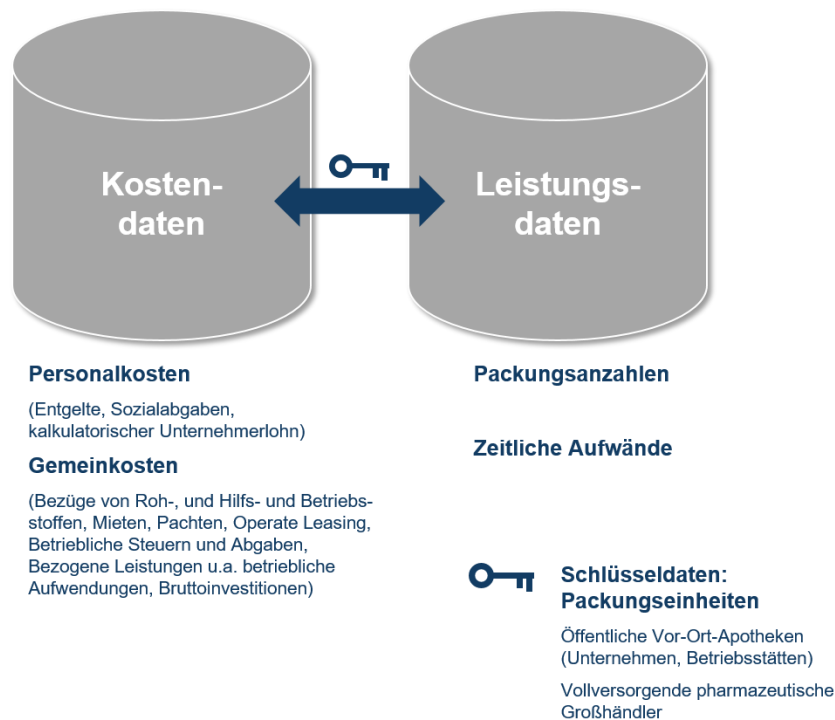 Kosten-
daten
Leistungs-
daten
Personalkosten
(Entgelte, Sozialabgaben,
kalkulatorischer Unternehmerlohn)
Gemeinkosten
(Bezüge von Roh-, und Hilfs- und Betriebs-
stoffen, Mieten, Pachten, Operate Leasing,
Betriebliche Steuern und Abgaben,
Bezogene Leistungen u.a. betriebliche
Aufwendungen, Bruttoinvestitionen)
Packungsanzahlen
Zeitliche Aufwände
Schlüsseldaten:
Packungseinheiten
Öffentliche Vor-Ort-Apotheken
(Unternehmen, Betriebsstätten)
Vollversorgende pharmazeutische
Großhändler